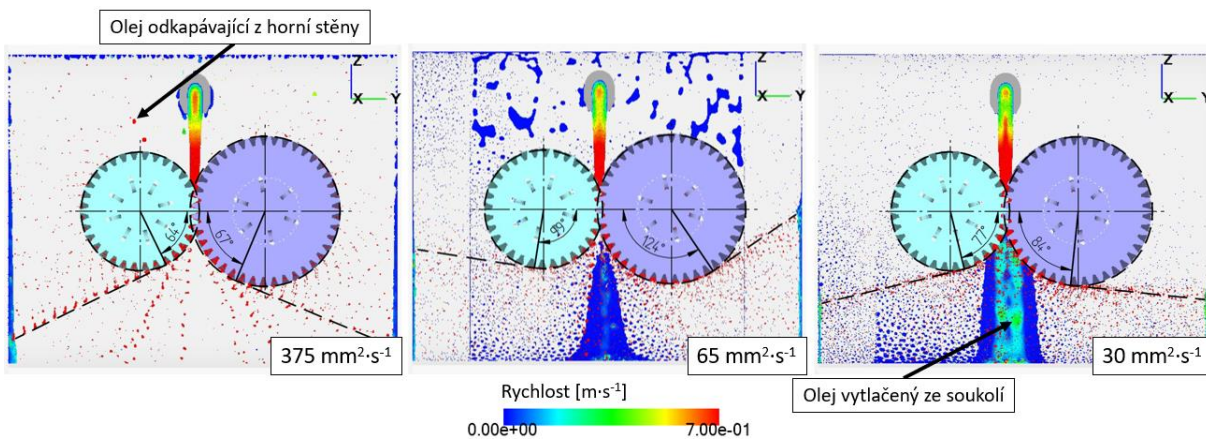 Olej odkapávající z horní stěny
Z
X
Y
64°
67°
375 mm²·s⁻¹
Z
X
Y
99°
124°
65 mm²·s⁻¹
Z
X
Y
77°
84°
30 mm²·s⁻¹
Olej vytlačený ze soukolí
Rychlost [m·s⁻¹]
0.00e+00
7.00e-01